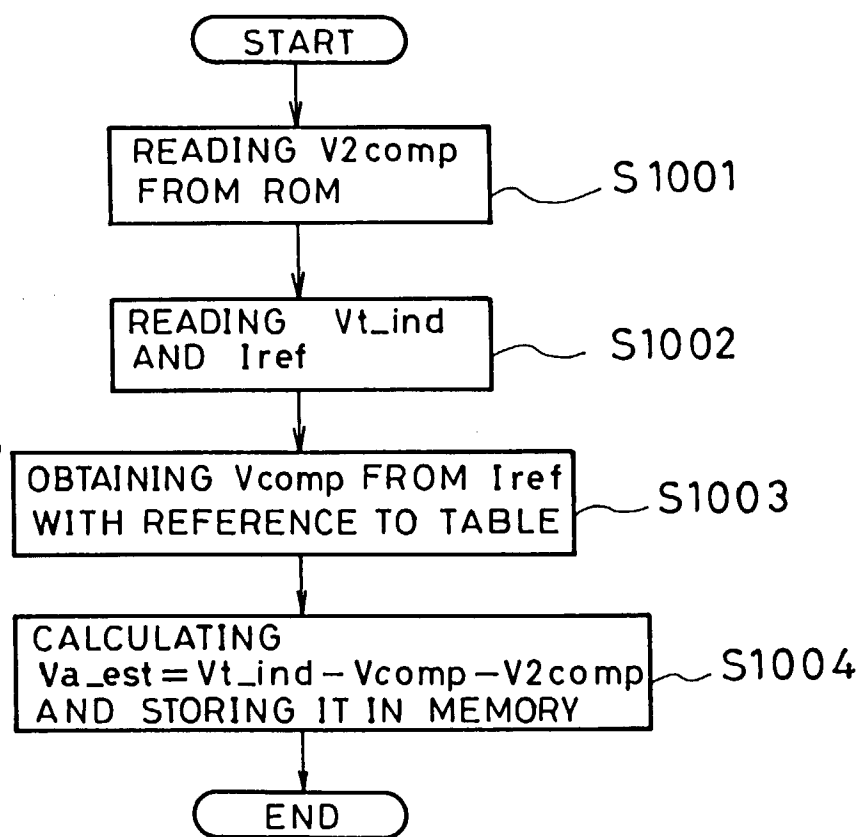 START
READING V2comp
FROM ROM
S1001
READING Vt_ind
AND Iref
S1002
OBTAINING Vcomp FROM Iref
WITH REFERENCE TO TABLE
S1003
CALCULATING
Va_est=Vt_ind-Vcomp-V2comp
AND STORING IT IN MEMORY
S1004
END